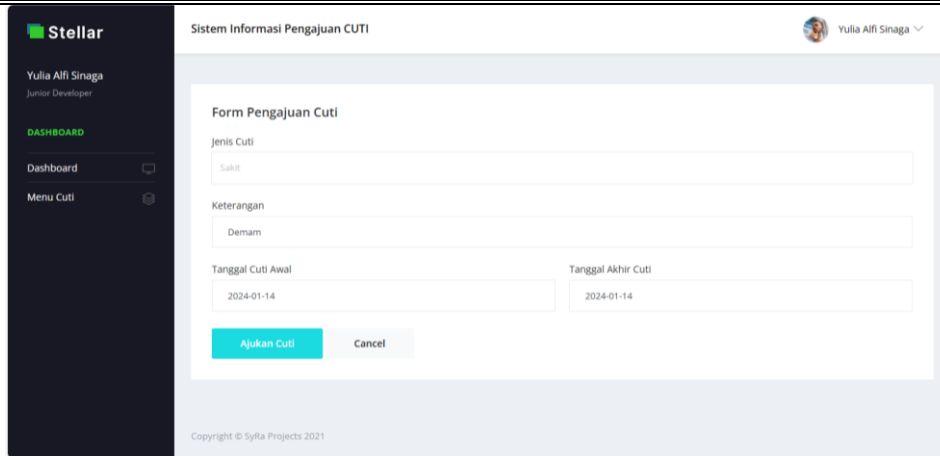 Stellar
Sistem Informasi Pengajuan CUTI
Yulia Alfi Sinaga
Yulia Alfi Sinaga
Junior Developer
DASHBOARD
Dashboard
Menu Cuti
Form Pengajuan Cuti
Jenis Cuti
Sakit
Keterangan
Demam
Tanggal Cuti Awal
Tanggal Akhir Cuti
2024-01-14
2024-01-14
Ajukan Cuti
Cancel
Copyright © SyRa Projects 2021